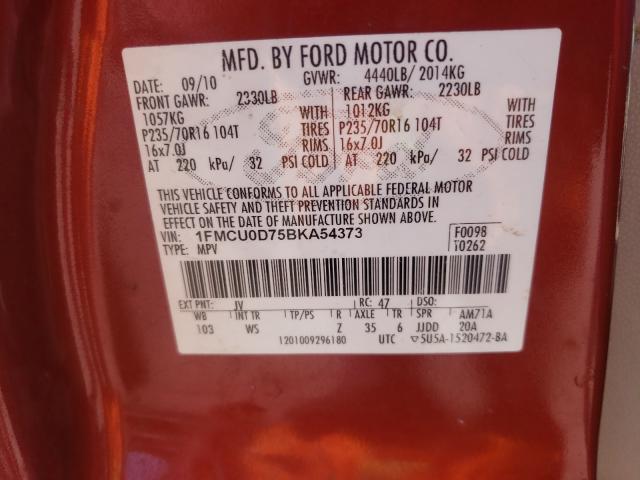 MFD. BY FORD MOTOR CO.
DATE: 09/10 GVWR: 4440LB/ 2014KG
FRONT GAWR: 2330LB REAR GAWR: 2230LB
1057KG WITH 1012KG WITH
P235/70R16 104T TIRES P235/70R16 104T TIRES
16x7.0J RIMS 16x7.0J RIMS
AT 220 kPa/ 32 PSI COLD AT 220 kPa/ 32 PSI COLD
THIS VEHICLE CONFORMS TO ALL APPLICABLE FEDERAL MOTOR
VEHICLE SAFETY AND THEFT PREVENTION STANDARDS IN
EFFECT ON THE DATE OF MANUFACTURE SHOWN ABOVE.
VIN: 1FMCU0D75BKA54373 F0098
TYPE: MPV T0262
EXT PNT: JV RC: 47 DSO:
WB INT TR TP/PS R AXLE TR SPR AM71A
103 WS Z 35 6 JJDD 20A
1201009296180 UTC ▽5U5A-1520472-BA